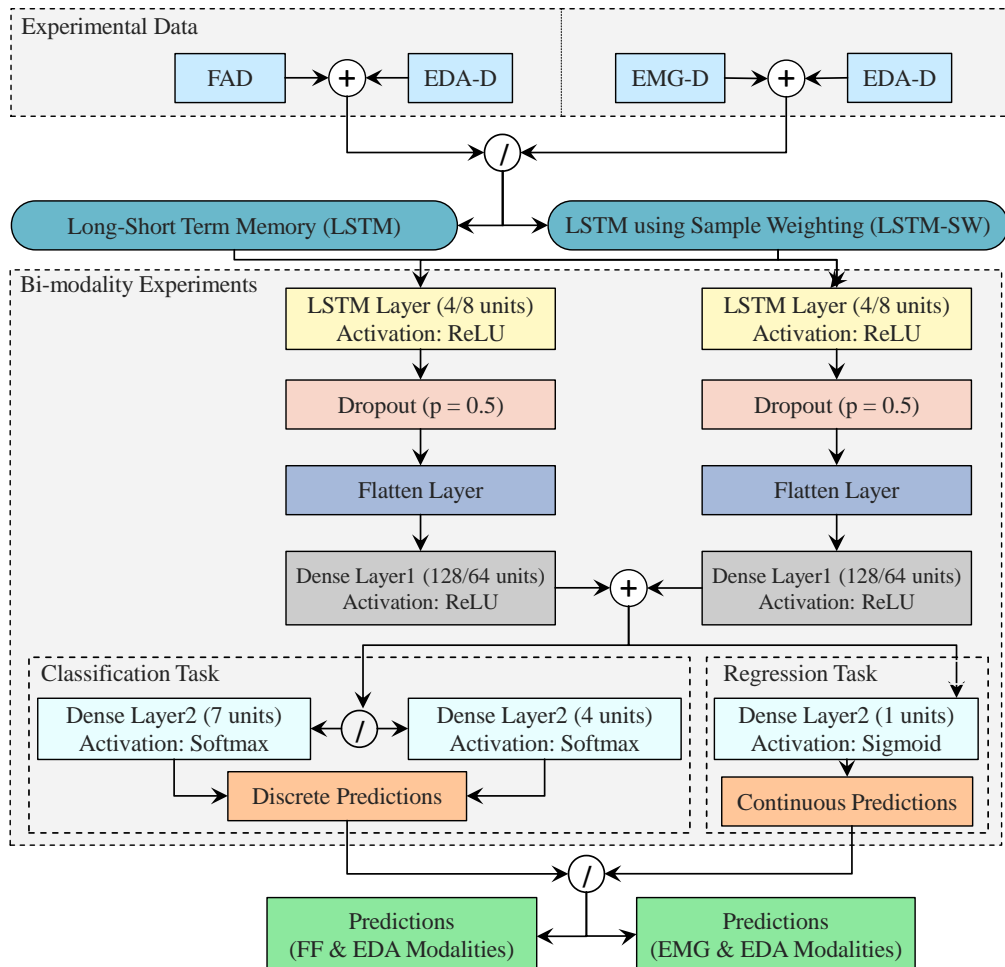 Experimental Data
FAD
+
EDA-D
EMG-D
+
EDA-D
/
Long-Short Term Memory (LSTM)
LSTM using Sample Weighting (LSTM-SW)
Bi-modality Experiments
LSTM Layer (4/8 units)
Activation: ReLU
LSTM Layer (4/8 units)
Activation: ReLU
Dropout (p = 0.5)
Dropout (p = 0.5)
Flatten Layer
Flatten Layer
Dense Layer1 (128/64 units)
Activation: ReLU
+
Dense Layer1 (128/64 units)
Activation: ReLU
Classification Task
Dense Layer2 (7 units)
Activation: Softmax
/
Dense Layer2 (4 units)
Activation: Softmax
Discrete Predictions
Regression Task
Dense Layer2 (1 units)
Activation: Sigmoid
Continuous Predictions
/
Predictions
(FF & EDA Modalities)
Predictions
(EMG & EDA Modalities)